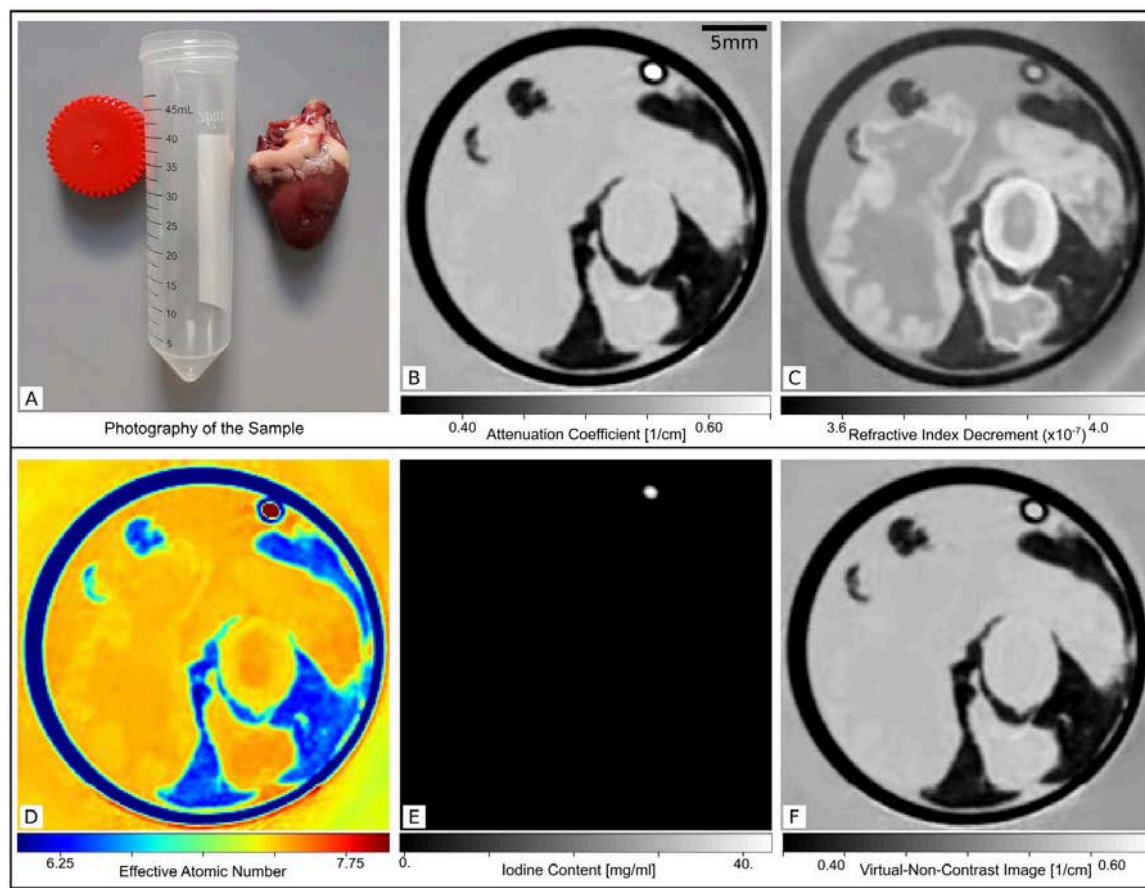 45mL
40
35
30
25
20
15
10
5
A
Photography of the Sample
5mm
B
0.40
0.60
Attenuation Coefficient [1/cm]
C
3.6
4.0
Refractive Index Decrement (x10⁻⁷)
D
6.25
7.75
Effective Atomic Number
E
0.
40.
Iodine Content [mg/ml]
F
0.40
0.60
Virtual-Non-Contrast Image [1/cm]